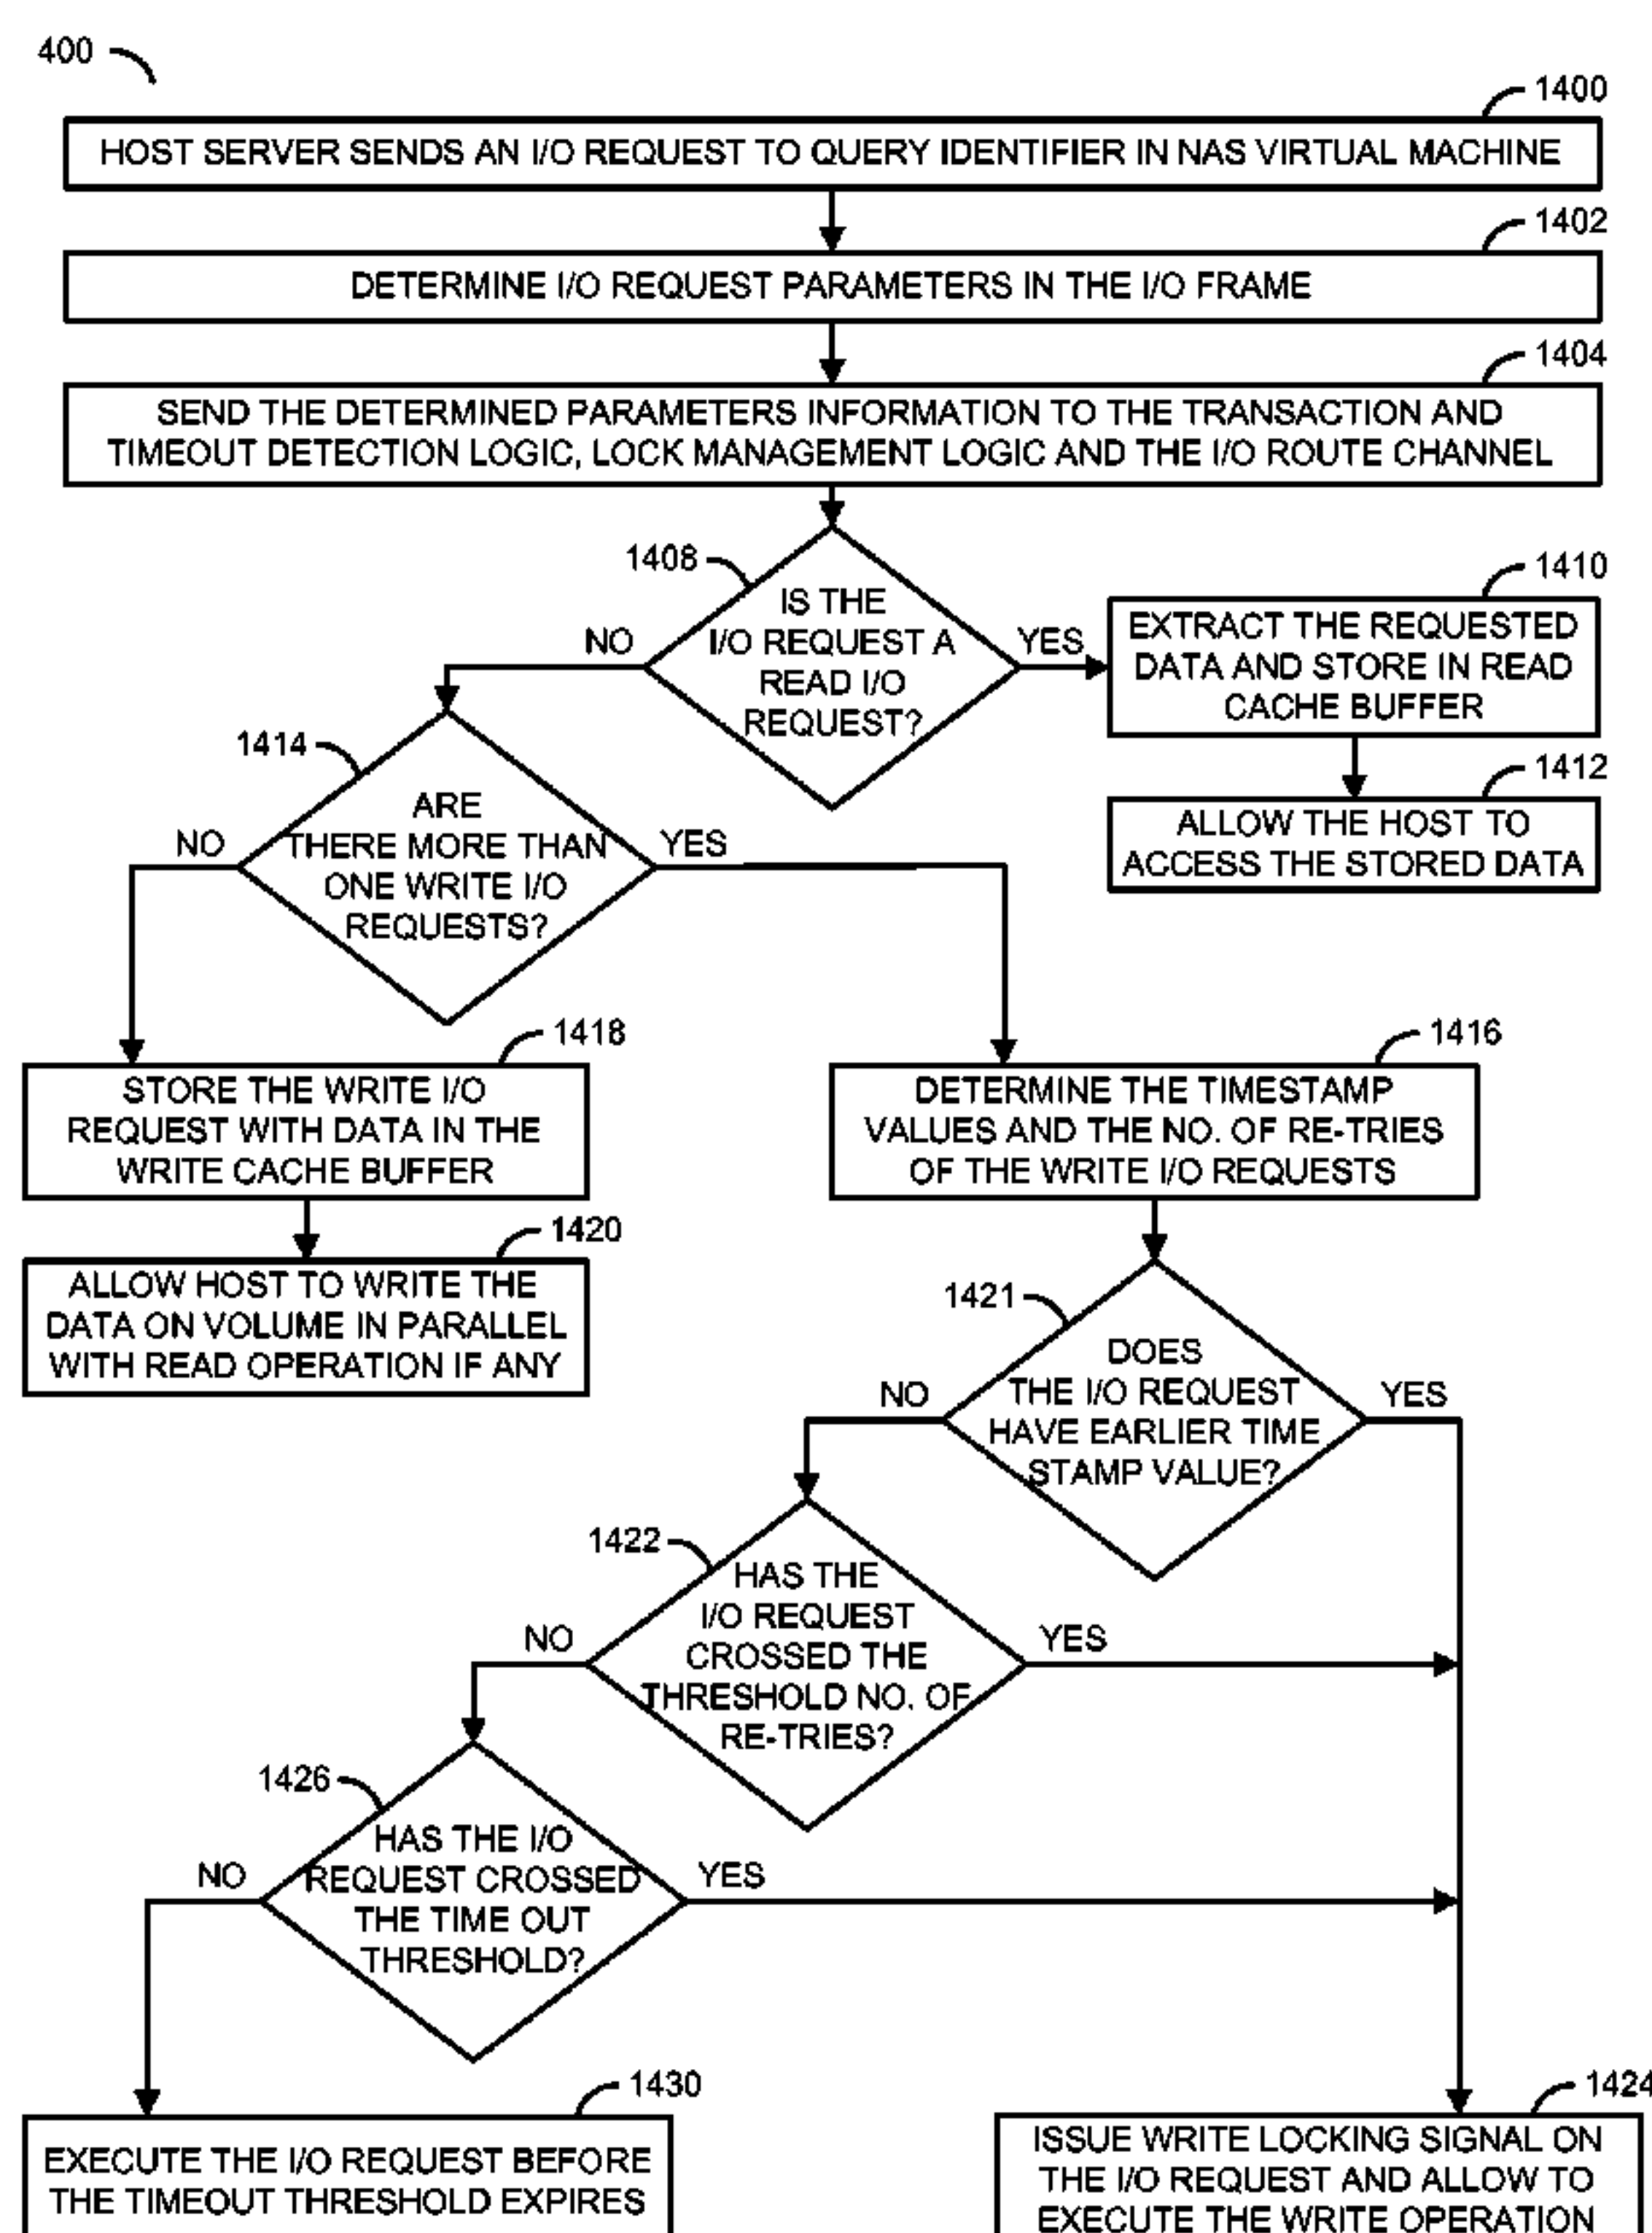 400
1400
HOST SERVER SENDS AN I/O REQUEST TO QUERY IDENTIFIER IN NAS VIRTUAL MACHINE
1402
DETERMINE I/O REQUEST PARAMETERS IN THE I/O FRAME
1404
SEND THE DETERMINED PARAMETERS INFORMATION TO THE TRANSACTION AND
TIMEOUT DETECTION LOGIC, LOCK MANAGEMENT LOGIC AND THE I/O ROUTE CHANNEL
1408
IS THE
I/O REQUEST A
READ I/O
REQUEST?
NO
YES
1410
EXTRACT THE REQUESTED
DATA AND STORE IN READ
CACHE BUFFER
1412
ALLOW THE HOST TO
ACCESS THE STORED DATA
1414
ARE
THERE MORE THAN
ONE WRITE I/O
REQUESTS?
NO
YES
1418
STORE THE WRITE I/O
REQUEST WITH DATA IN THE
WRITE CACHE BUFFER
1416
DETERMINE THE TIMESTAMP
VALUES AND THE NO. OF RE-TRIES
OF THE WRITE I/O REQUESTS
1420
ALLOW HOST TO WRITE THE
DATA ON VOLUME IN PARALLEL
WITH READ OPERATION IF ANY
1421
DOES
THE I/O REQUEST
HAVE EARLIER TIME
STAMP VALUE?
NO
YES
1422
HAS THE
I/O REQUEST
CROSSED THE
THRESHOLD NO. OF
RE-TRIES?
NO
YES
1426
HAS THE I/O
REQUEST CROSSED
THE TIME OUT
THRESHOLD?
NO
YES
1430
EXECUTE THE I/O REQUEST BEFORE
THE TIMEOUT THRESHOLD EXPIRES
1424
ISSUE WRITE LOCKING SIGNAL ON
THE I/O REQUEST AND ALLOW TO
EXECUTE THE WRITE OPERATION